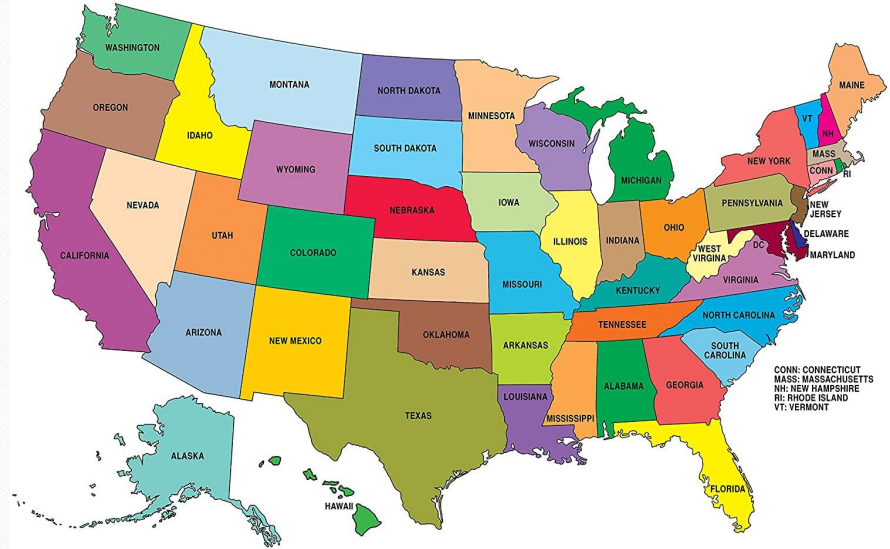 WASHINGTON
OREGON
IDAHO
MONTANA
NORTH DAKOTA
MINNESOTA
WISCONSIN
MICHIGAN
MAINE
VT
NH
NEW YORK
MASS
CONN
RI
WYOMING
SOUTH DAKOTA
NEVADA
UTAH
COLORADO
NEBRASKA
IOWA
ILLINOIS
INDIANA
OHIO
PENNSYLVANIA
NEW
JERSEY
DELAWARE
MARYLAND
DC
WEST
VIRGINA
VIRGINIA
CALIFORNIA
KANSAS
MISSOURI
KENTUCKY
ARIZONA
NEW MEXICO
OKLAHOMA
ARKANSAS
TENNESSEE
NORTH CAROLINA
SOUTH
CAROLINA
TEXAS
LOUISIANA
MISSISSIPPI
ALABAMA
GEORGIA
FLORIDA
ALASKA
HAWAII
CONN: CONNECTICUT
MASS: MASSACHUSETTS
NH: NEW HAMPSHIRE
RI: RHODE ISLAND
VT: VERMONT